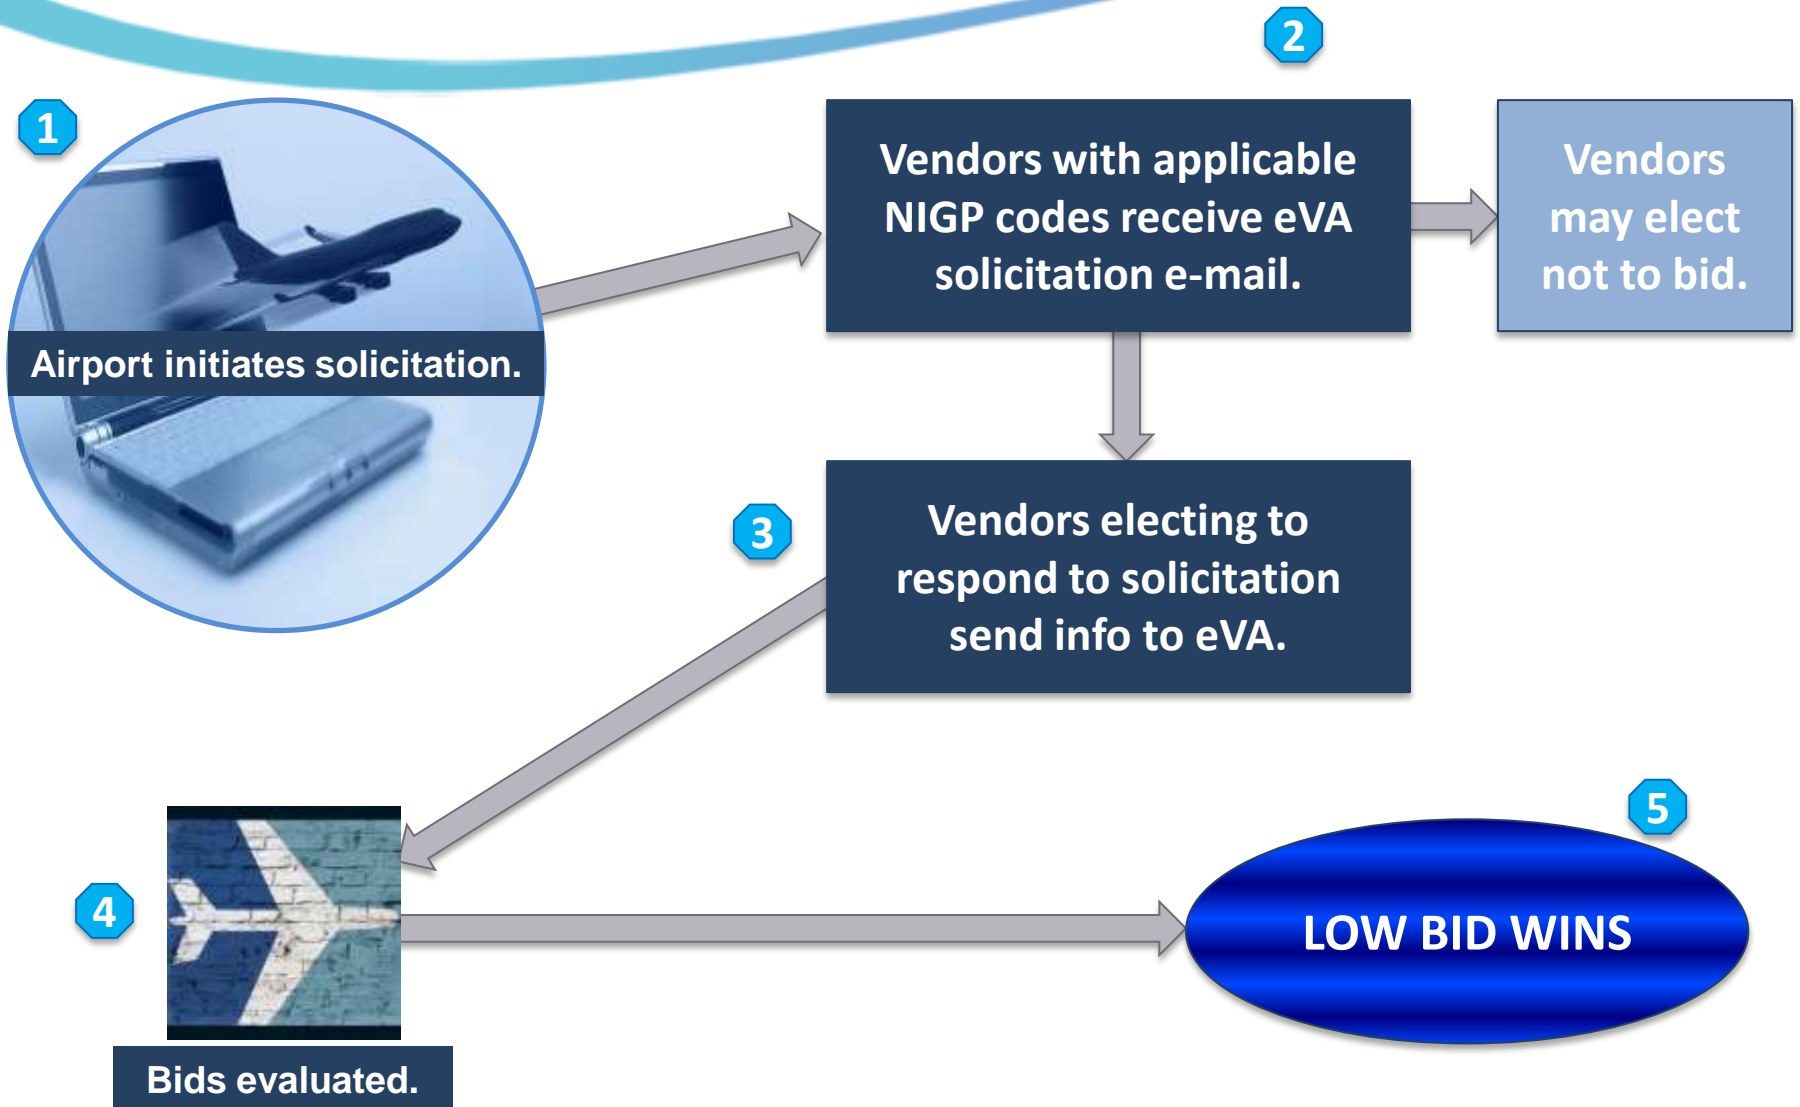 1
Airport initiates solicitation.
2
Vendors with applicable
NIGP codes receive eVA
solicitation e-mail.
Vendors
may elect
not to bid.
3
Vendors electing to
respond to solicitation
send info to eVA.
4
Bids evaluated.
5
LOW BID WINS